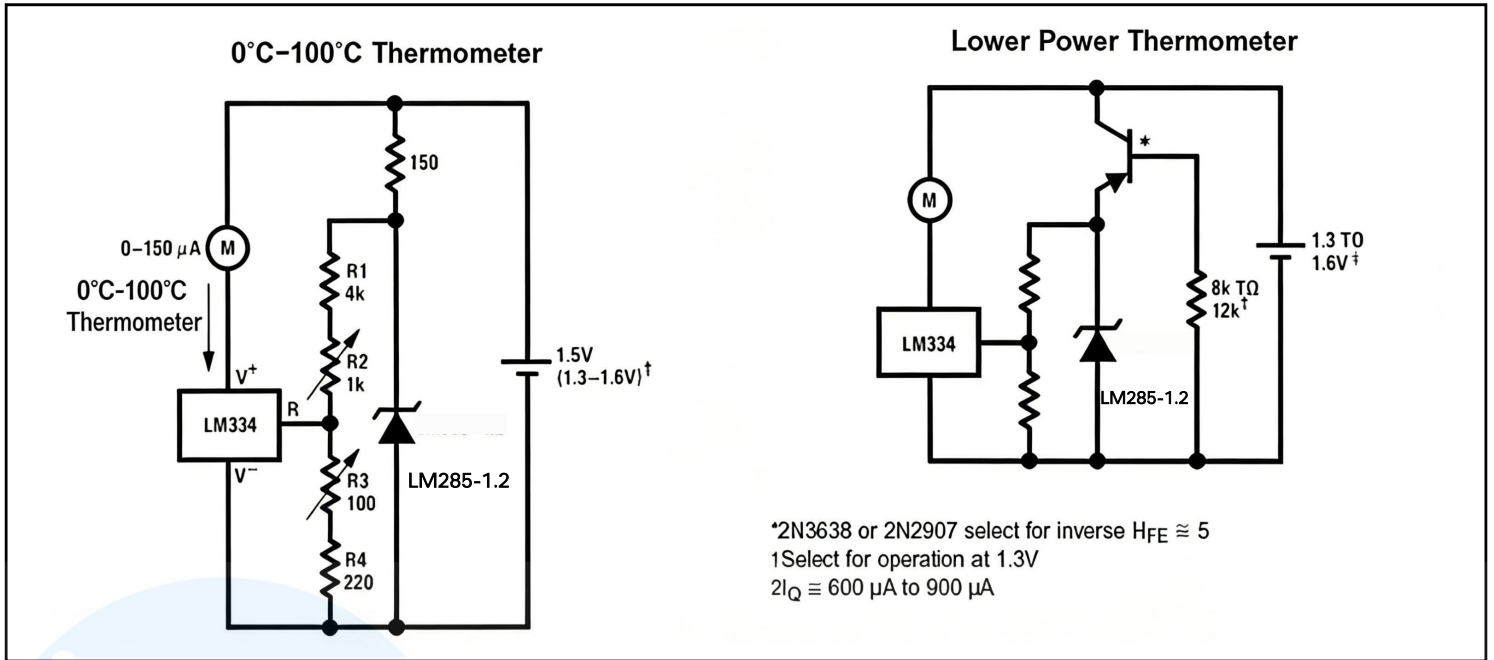 0°C–100°C Thermometer
150
0–150 μA
M
0°C-100°C
Thermometer
R1
4k
R2
1k
V+
R
LM334
V−
R3
100
R4
220
LM285-1.2
1.5V
(1.3–1.6V)†
Lower Power Thermometer
*
M
LM334
LM285-1.2
8k TΩ
12k†
1.3 TO
1.6V‡
*2N3638 or 2N2907 select for inverse HFE ≅ 5
1Select for operation at 1.3V
2IQ ≅ 600 μA to 900 μA